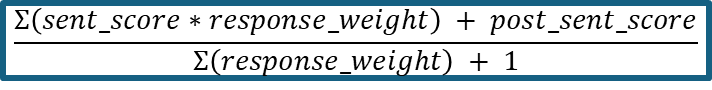 Σ(sent_score * response_weight) + post_sent_score
Σ(response_weight) + 1